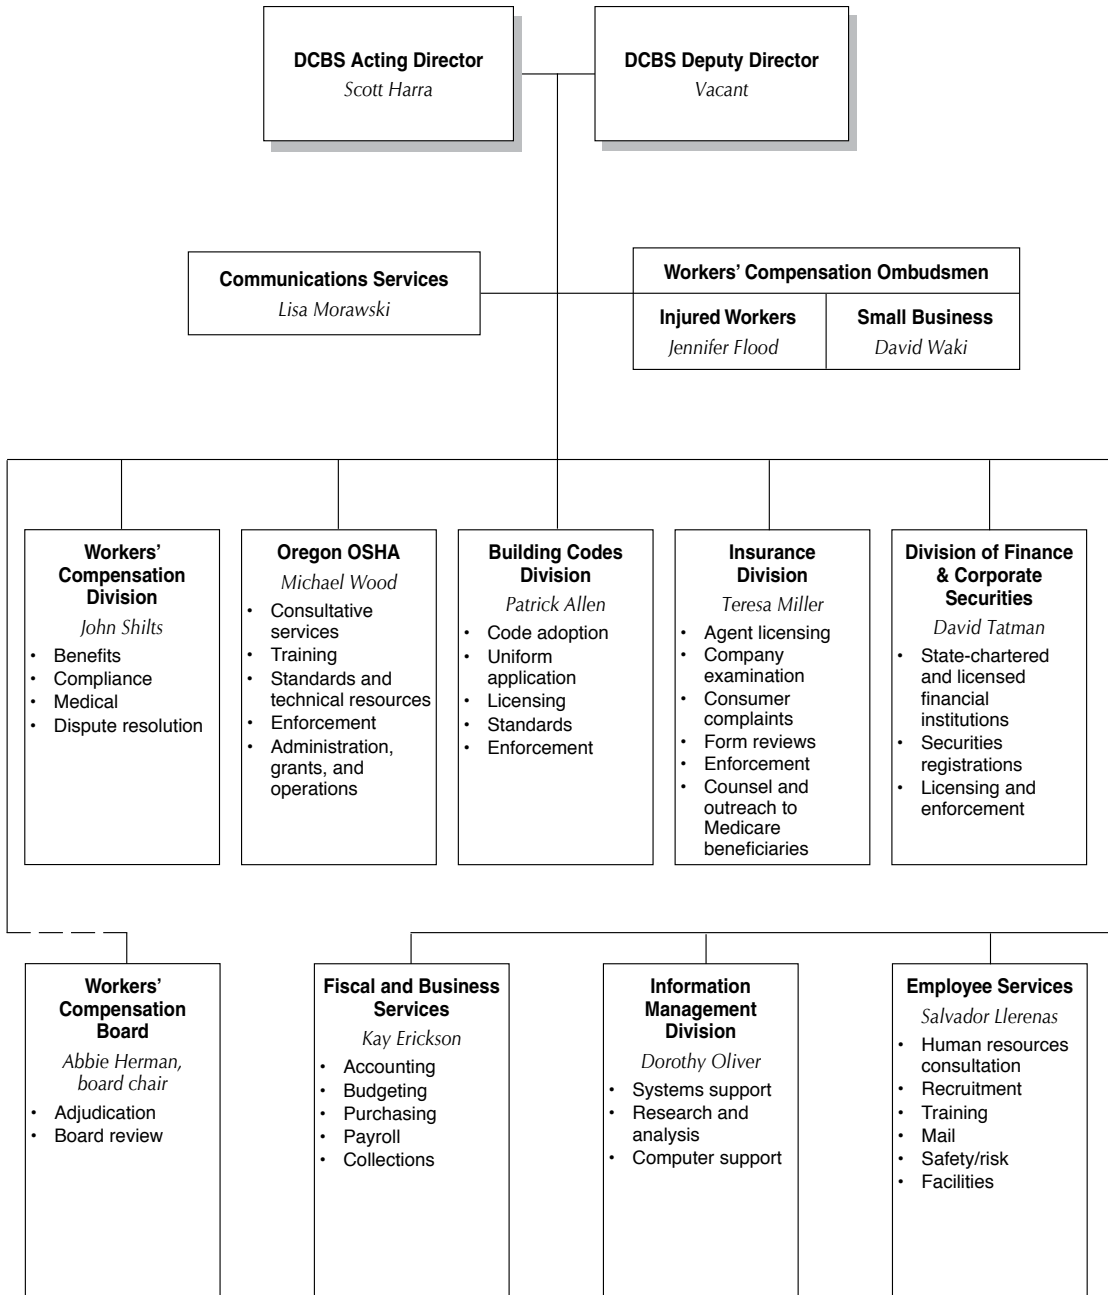 DCBS Acting Director
Scott Harra
DCBS Deputy Director
Vacant
Communications Services
Lisa Morawski
Workers’ Compensation Ombudsmen
Injured Workers
Jennifer Flood
Small Business
David Waki
Workers’
Compensation
Division
John Shilts
• Benefits
• Compliance
• Medical
• Dispute resolution
Oregon OSHA
Michael Wood
• Consultative
services
• Training
• Standards and
technical resources
• Enforcement
• Administration,
grants, and
operations
Building Codes
Division
Patrick Allen
• Code adoption
• Uniform
application
• Licensing
• Standards
• Enforcement
Insurance
Division
Teresa Miller
• Agent licensing
• Company
examination
• Consumer
complaints
• Form reviews
• Enforcement
• Counsel and
outreach to
Medicare
beneficiaries
Division of Finance
& Corporate
Securities
David Tatman
• State-chartered
and licensed
financial
institutions
• Securities
registrations
• Licensing and
enforcement
Workers’
Compensation
Board
Abbie Herman,
board chair
• Adjudication
• Board review
Fiscal and Business
Services
Kay Erickson
• Accounting
• Budgeting
• Purchasing
• Payroll
• Collections
Information
Management
Division
Dorothy Oliver
• Systems support
• Research and
analysis
• Computer support
Employee Services
Salvador Llerenas
• Human resources
consultation
• Recruitment
• Training
• Mail
• Safety/risk
• Facilities